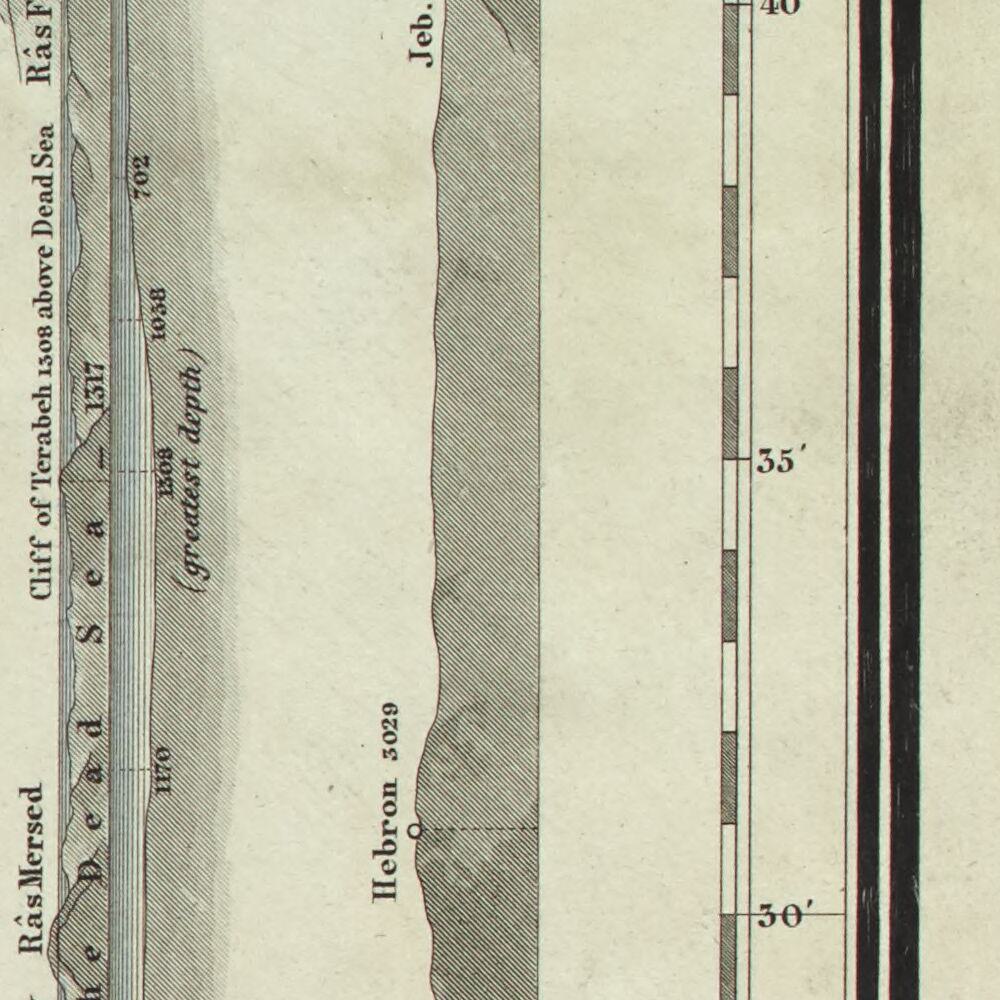 Râs F
Cliff of Terabeh 1308 above Dead Sea
Râs Mersed
he Dead Sea
1317
702
1038
1308
(greatest depth)
1170
Jeb.
Hebron 3029
40
35′
30′